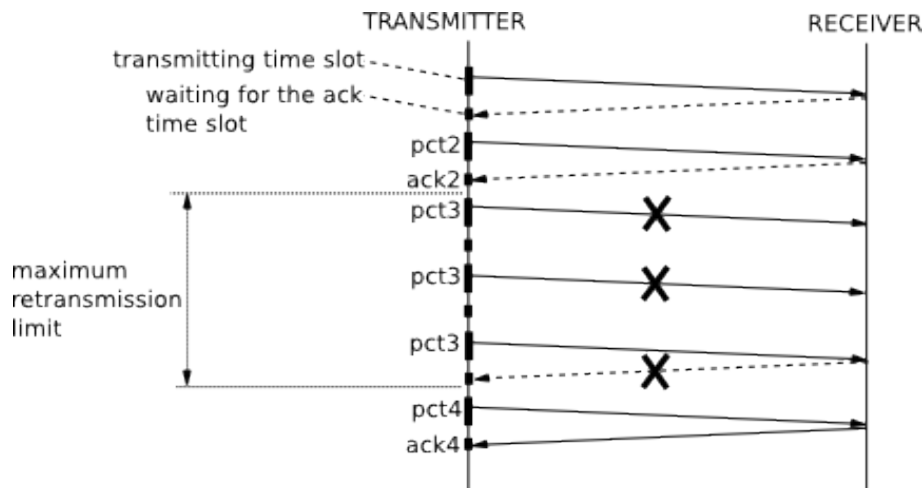 TRANSMITTER
RECEIVER
transmitting time slot
waiting for the ack
time slot
pct2
ack2
pct3
maximum
retransmission
limit
pct3
pct3
pct4
ack4